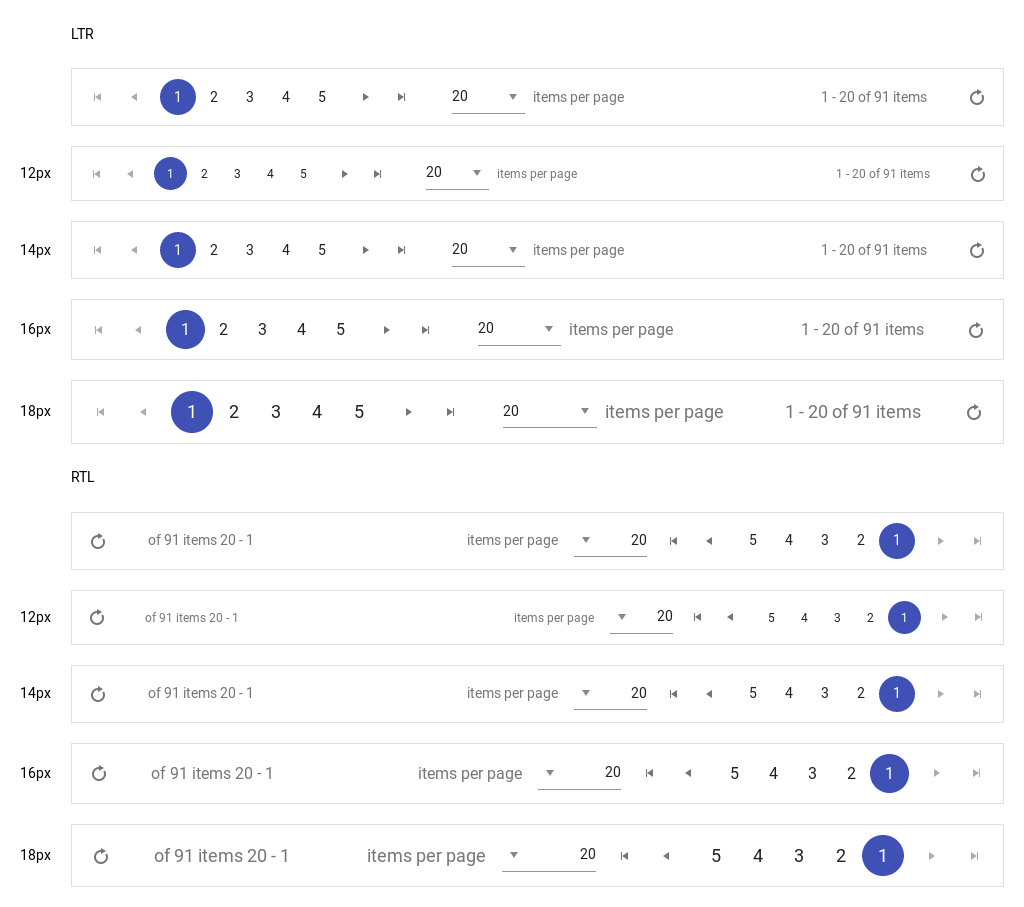 LTR
1 2 3 4 5 20 items per page 1 - 20 of 91 items
12px 1 2 3 4 5 20 items per page 1 - 20 of 91 items
14px 1 2 3 4 5 20 items per page 1 - 20 of 91 items
16px 1 2 3 4 5 20 items per page 1 - 20 of 91 items
18px 1 2 3 4 5 20 items per page 1 - 20 of 91 items
RTL
of 91 items 20 - 1 items per page 20 5 4 3 2 1
12px of 91 items 20 - 1 items per page 20 5 4 3 2 1
14px of 91 items 20 - 1 items per page 20 5 4 3 2 1
16px of 91 items 20 - 1 items per page 20 5 4 3 2 1
18px of 91 items 20 - 1 items per page 20 5 4 3 2 1